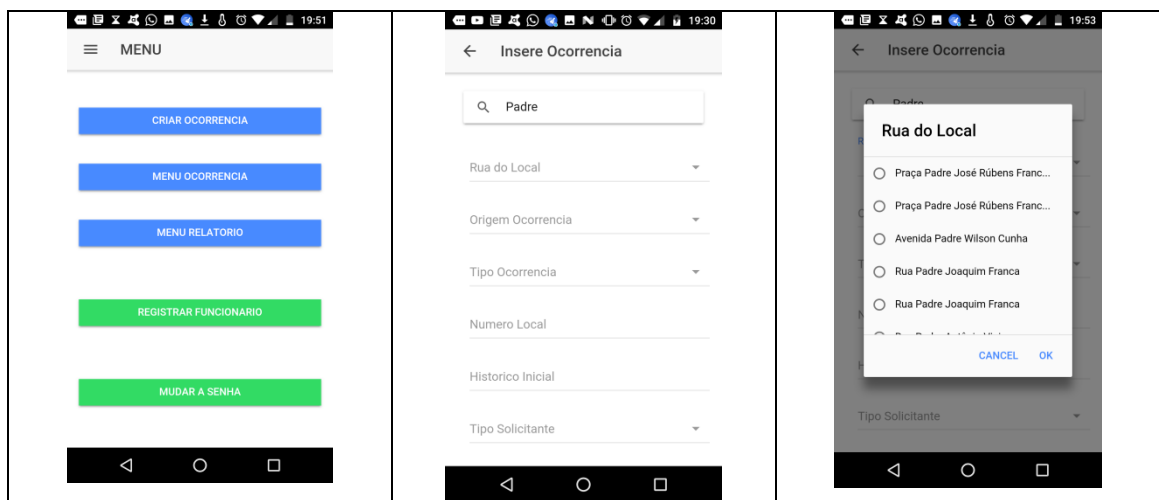 19:51
MENU
CRIAR OCORRENCIA
MENU OCORRENCIA
MENU RELATORIO
REGISTRAR FUNCIONARIO
MUDAR A SENHA
19:30
Insere Ocorrencia
Padre
Rua do Local
Origem Ocorrencia
Tipo Ocorrencia
Numero Local
Historico Inicial
Tipo Solicitante
19:53
Insere Ocorrencia
Padre
Rua do Local
Praça Padre José Rúbens Franc...
Praça Padre José Rúbens Franc...
Avenida Padre Wilson Cunha
Rua Padre Joaquim Franca
Rua Padre Joaquim Franca
CANCEL OK
Tipo Solicitante